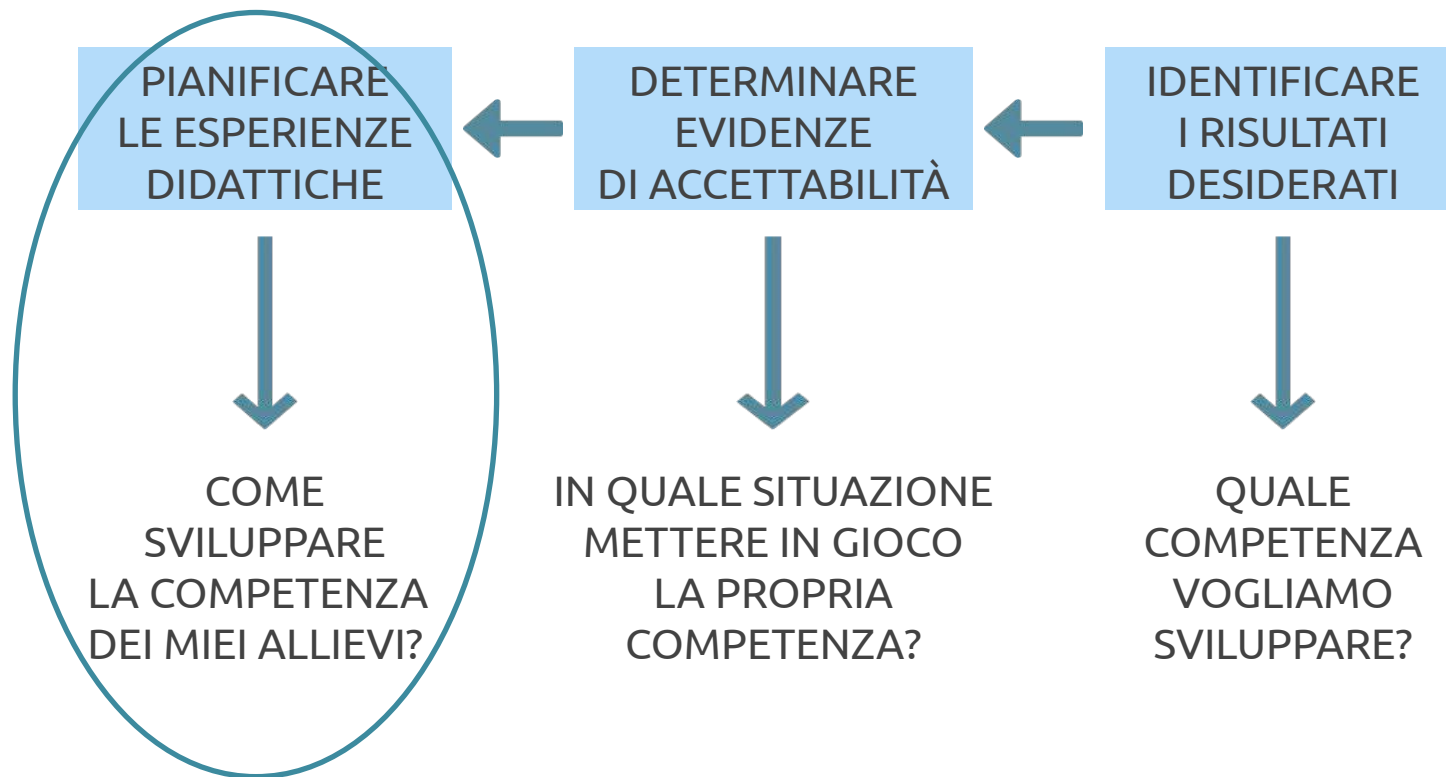 PIANIFICARE
LE ESPERIENZE
DIDATTICHE
DETERMINARE
EVIDENZE
DI ACCETTABILITÀ
IDENTIFICARE
I RISULTATI
DESIDERATI
COME
SVILUPPARE
LA COMPETENZA
DEI MIEI ALLIEVI?
IN QUALE SITUAZIONE
METTERE IN GIOCO
LA PROPRIA
COMPETENZA?
QUALE
COMPETENZA
VOGLIAMO
SVILUPPARE?